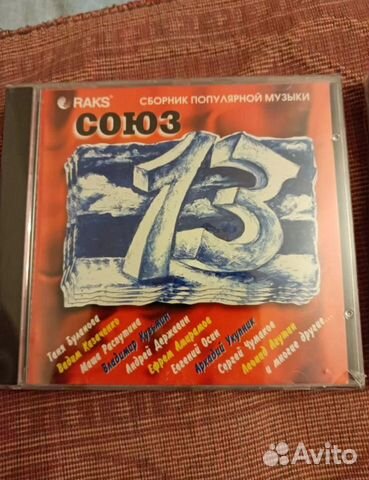 RAKS®
СБОРНИК ПОПУЛЯРНОЙ МУЗЫКИ
СОЮЗ
13
Таня Буланова
Вадим Казаченко
Маша Распутина
Владимир Кузьмин
Андрей Державин
Ефрем Амирамов
Евгений Осин
Аркадий Укупник
Сергей Чумаков
Леонид Агутин
и многие другие...
Avito